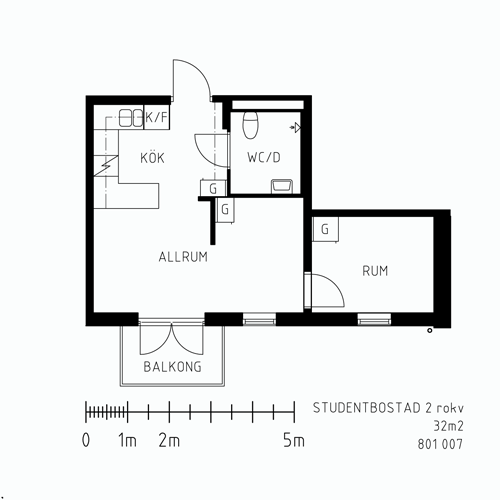 K/F
KÖK
WC/D
G
G
G
ALLRUM
RUM
BALKONG
STUDENTBOSTAD 2 rokv
32m2
801 007
0 1m 2m 5m